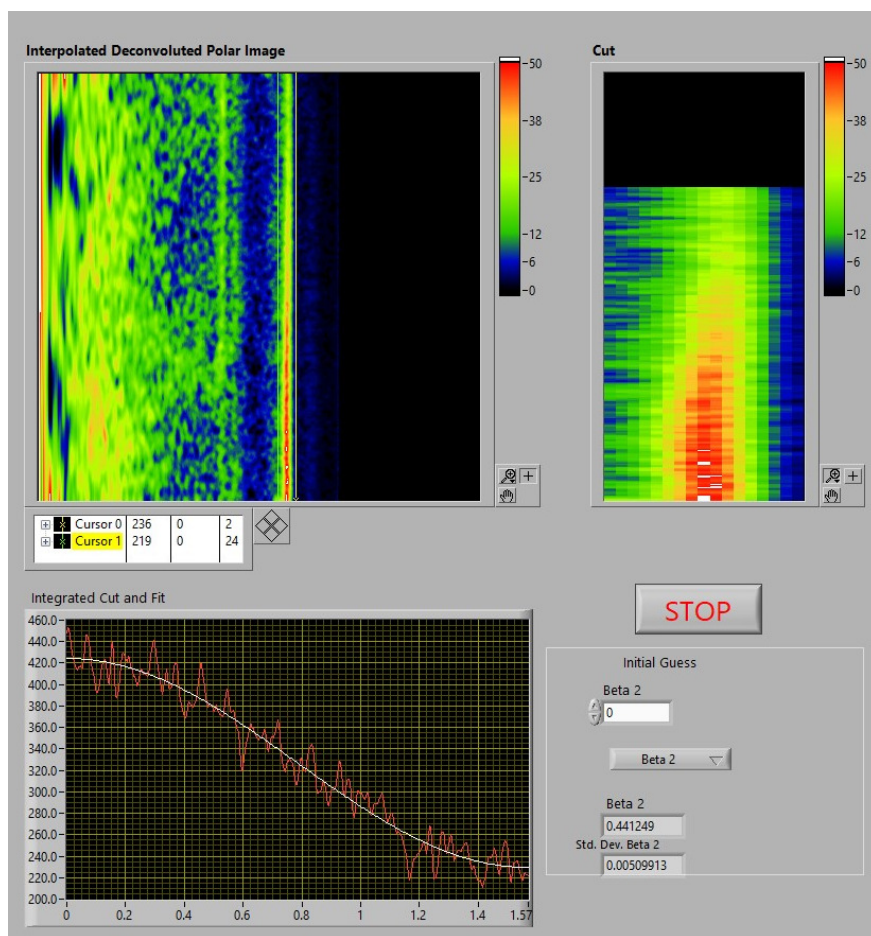 Interpolated Deconvoluted Polar Image
Cut
-50
-38
-25
-12
-6
-0
-50
-38
-25
-12
-6
-0
Cursor 0 236 0 2
Cursor 1 219 0 24
Integrated Cut and Fit
460.0-
440.0-
420.0-
400.0-
380.0-
360.0-
340.0-
320.0-
300.0-
280.0-
260.0-
240.0-
220.0-
200.0-
0 0.2 0.4 0.6 0.8 1 1.2 1.4 1.57
STOP
Initial Guess
Beta 2
0
Beta 2
Beta 2
0.441249
Std. Dev. Beta 2
0.00509913